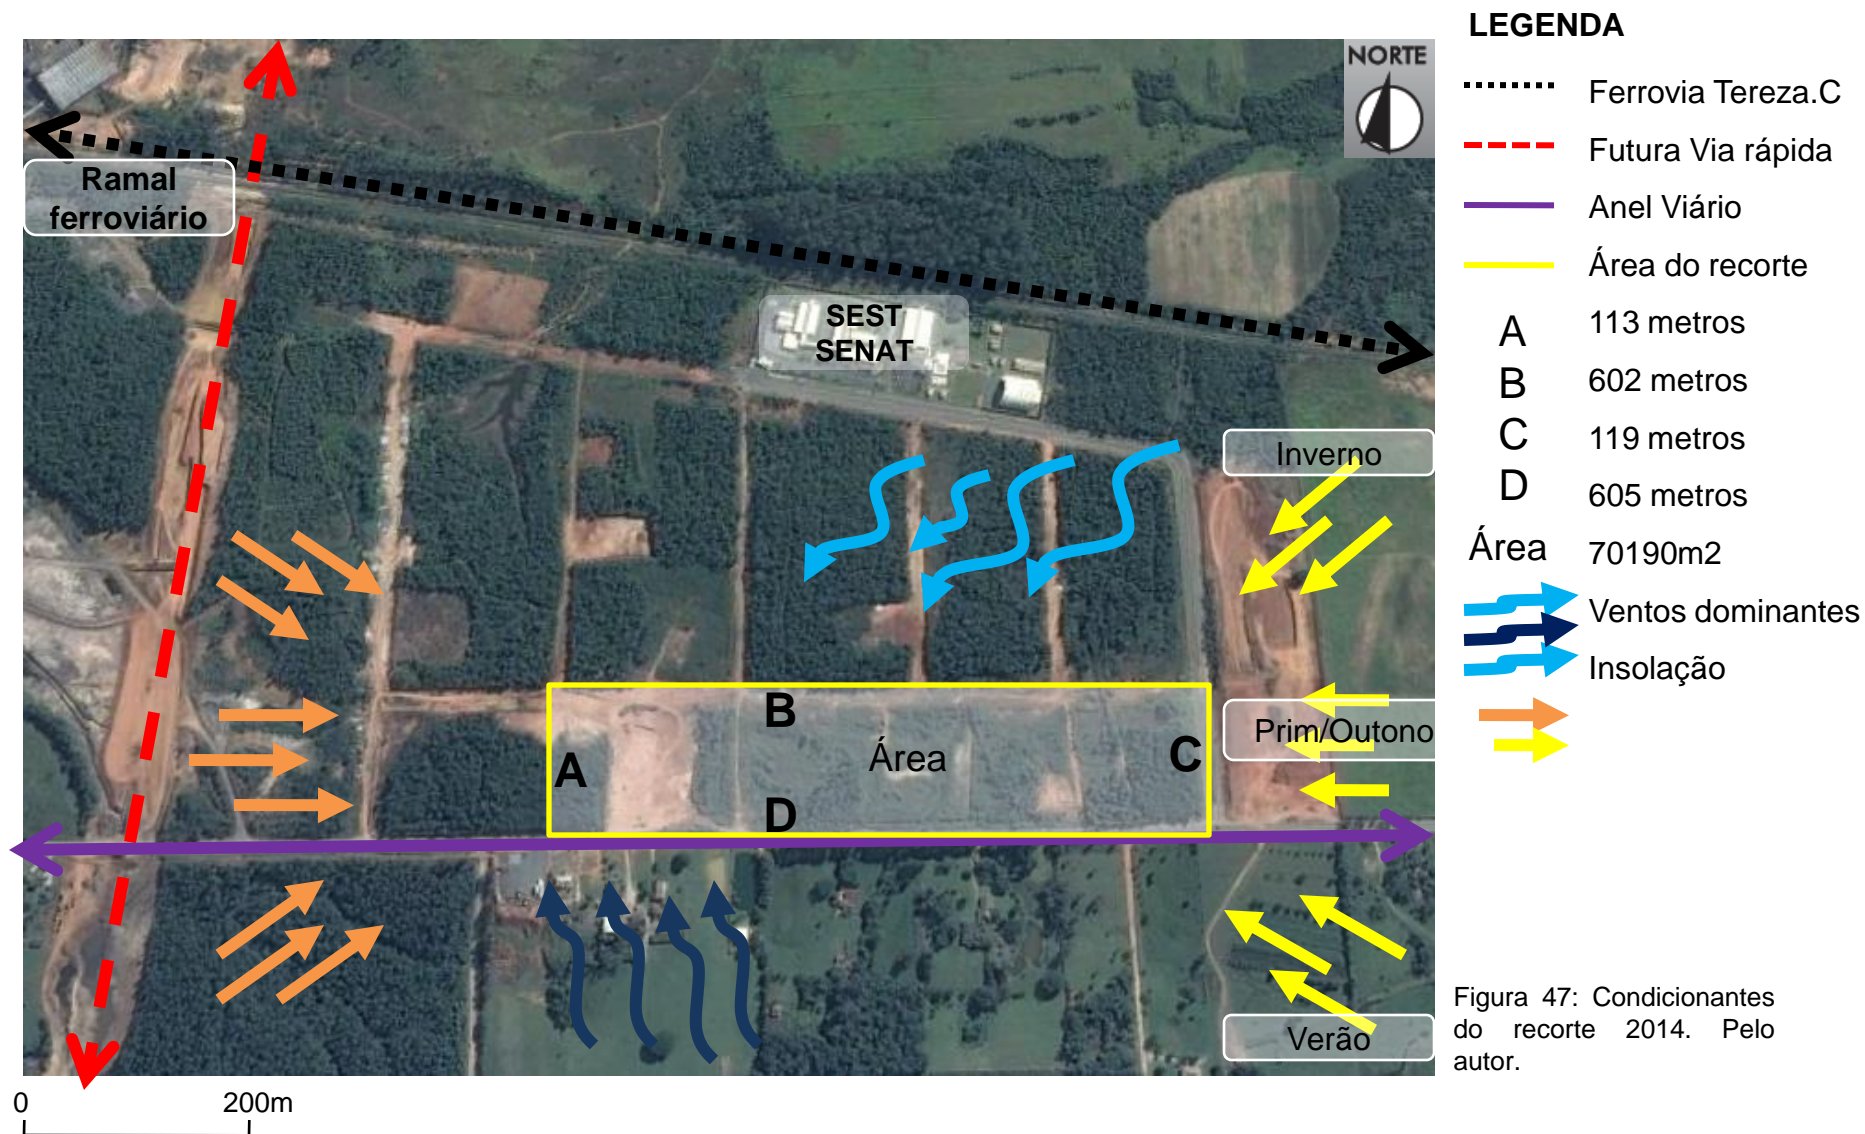 LEGENDA
NORTE
Ferrovia Tereza.C
Futura Via rápida
Ramal
ferroviário
Anel Viário
Área do recorte
SEST
SENAT
A 113 metros
B 602 metros
C 119 metros
D 605 metros
Inverno
Área 70190m2
Ventos dominantes
Insolação
B
Prim/Outono
A
Área
C
D
Figura 47: Condicionantes
do recorte 2014. Pelo
autor.
Verão
0 200m